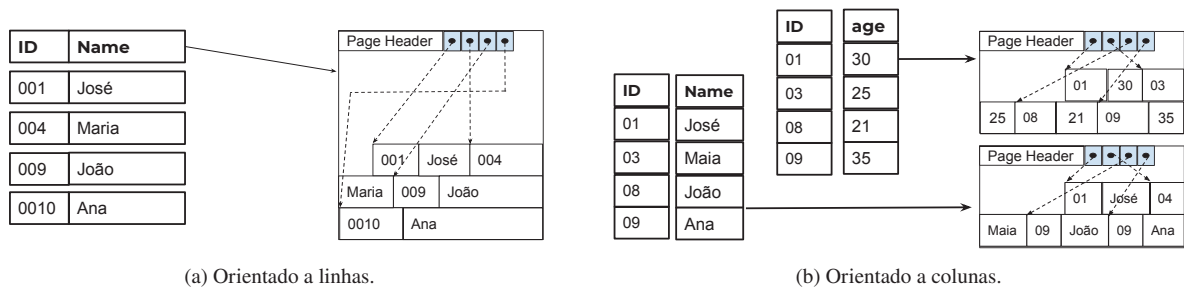 ID Name
001 José
004 Maria
009 João
0010 Ana
Page Header
001 José 004
Maria 009 João
0010 Ana
(a) Orientado a linhas.
ID age
01 30
03 25
08 21
09 35
ID Name
01 José
03 Maia
08 João
09 Ana
Page Header
01 30 03
25 08 21 09 35
Page Header
01 José 04
Maia 09 João 09 Ana
(b) Orientado a colunas.